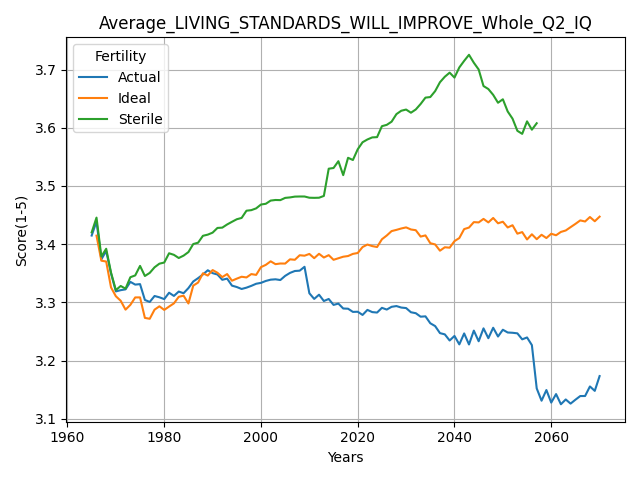 Average_LIVING_STANDARDS_WILL_IMPROVE_Whole_Q2_IQ
Fertility
Actual
Ideal
Sterile
Score(1-5)
3.7
3.6
3.5
3.4
3.3
3.2
3.1
1960 1980 2000 2020 2040 2060
Years